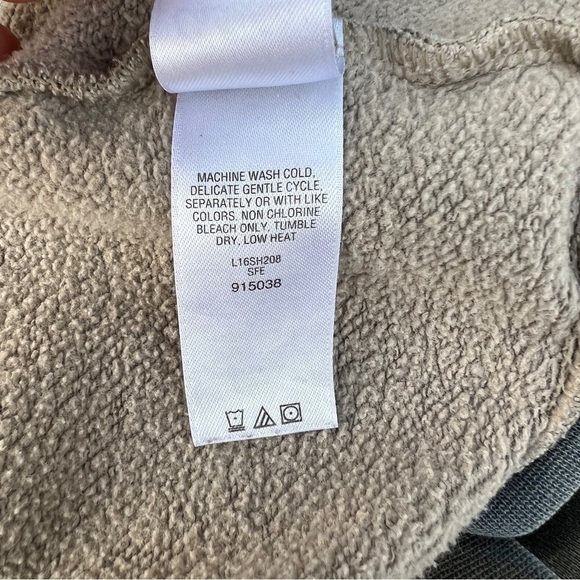 MACHINE WASH COLD,
DELICATE GENTLE CYCLE,
SEPARATELY OR WITH LIKE
COLORS. NON CHLORINE
BLEACH ONLY, TUMBLE
DRY, LOW HEAT
L16SH208
SFE
915038